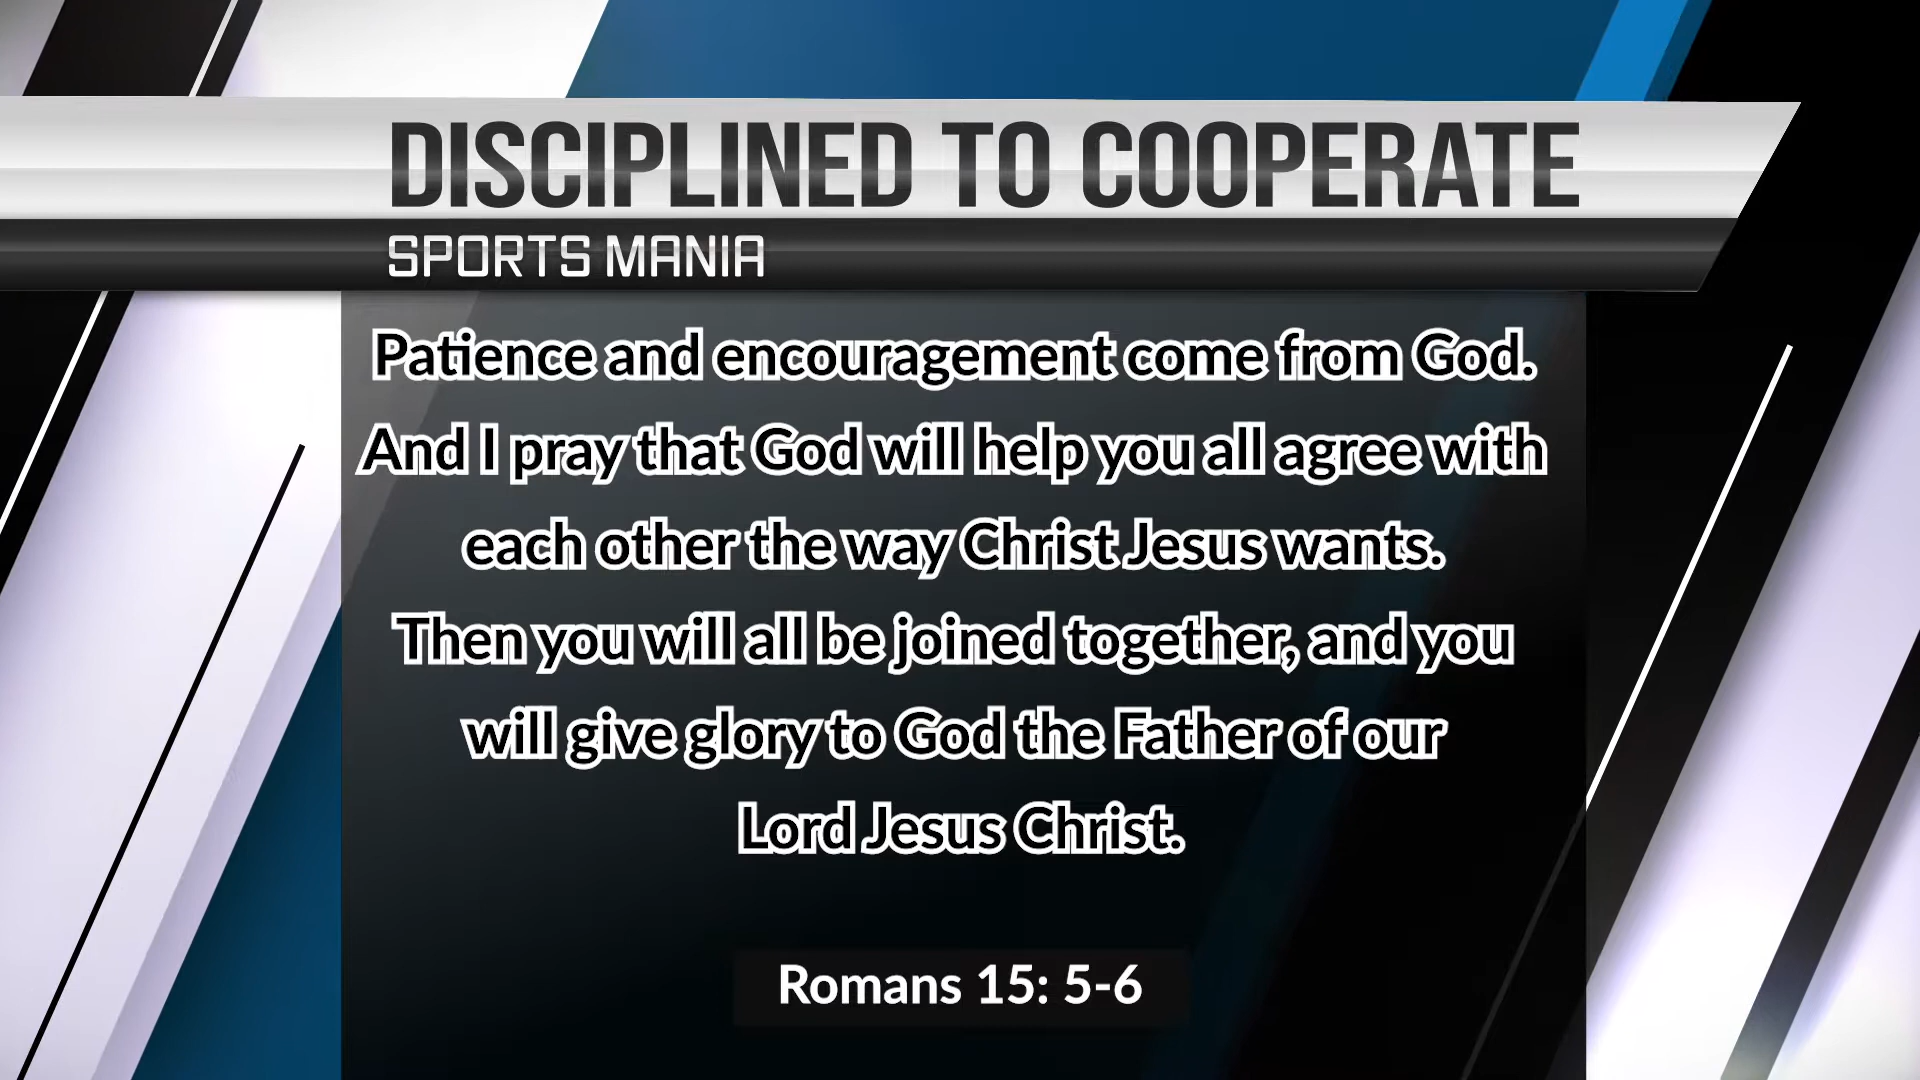 DISCIPLINED TO COOPERATE
SPORTS MANIA
Patience and encouragement come from God.
And I pray that God will help you all agree with
each other the way Christ Jesus wants.
Then you will all be joined together, and you
will give glory to God the Father of our
Lord Jesus Christ.
Romans 15: 5-6